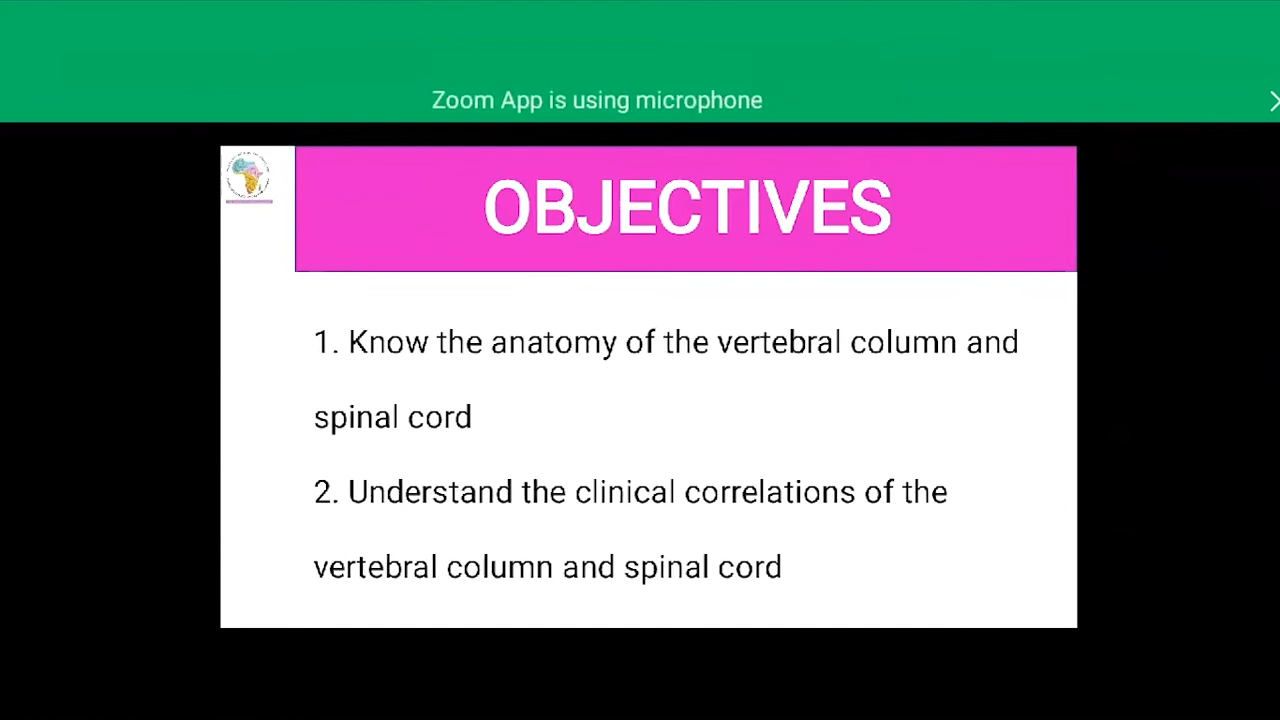 Zoom App is using microphone
OBJECTIVES
1. Know the anatomy of the vertebral column and
spinal cord
2. Understand the clinical correlations of the
vertebral column and spinal cord